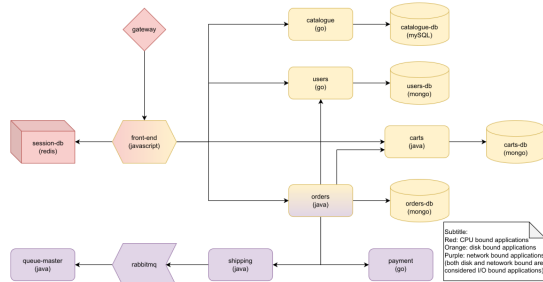 gateway
catalogue
(go)
catalogue-db
(mySQL)
users
(go)
users-db
(mongo)
session-db
(redis)
front-end
(javascript)
carts
(java)
carts-db
(mongo)
orders
(java)
orders-db
(mongo)
queue-master
(java)
rabbitmq
shipping
(java)
payment
(go)
Subtitle:
Red: CPU bound applications
Orange: disk bound applications
Purple: network bound applications
(both disk and netowork bound are
considered I/O bound applications)